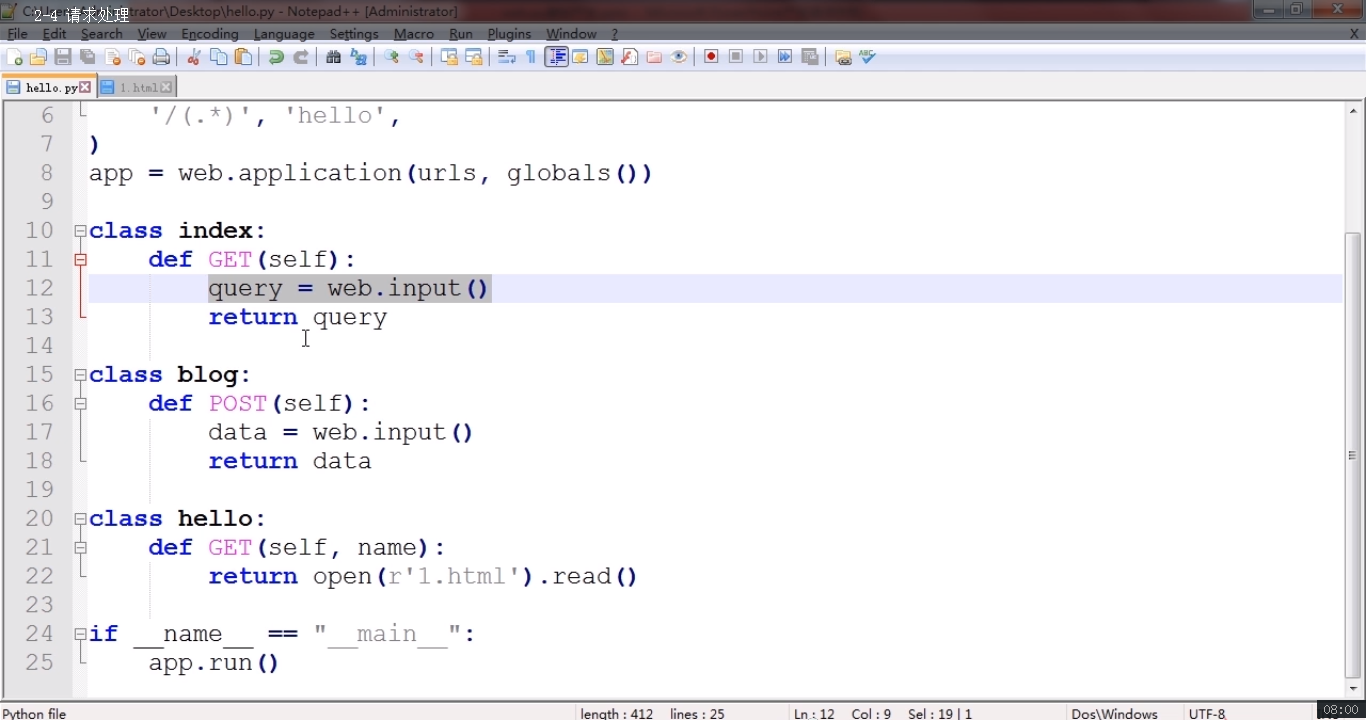 C:\Users\Administrator\Desktop\hello.py - Notepad++ [Administrator]
2-4 请求处理
File Edit Search View Encoding Language Settings Macro Run Plugins Window ? X
hello.py 1.html
6 '/(.*)', 'hello',
7 )
8 app = web.application(urls, globals())
9
10 class index:
11 def GET(self):
12 query = web.input()
13 return query
14
15 class blog:
16 def POST(self):
17 data = web.input()
18 return data
19
20 class hello:
21 def GET(self, name):
22 return open(r'1.html').read()
23
24 if __name__ == "__main__":
25 app.run()
Python file length : 412 lines : 25 Ln : 12 Col : 9 Sel : 19 | 1 Dos\Windows UTF-8
08:00